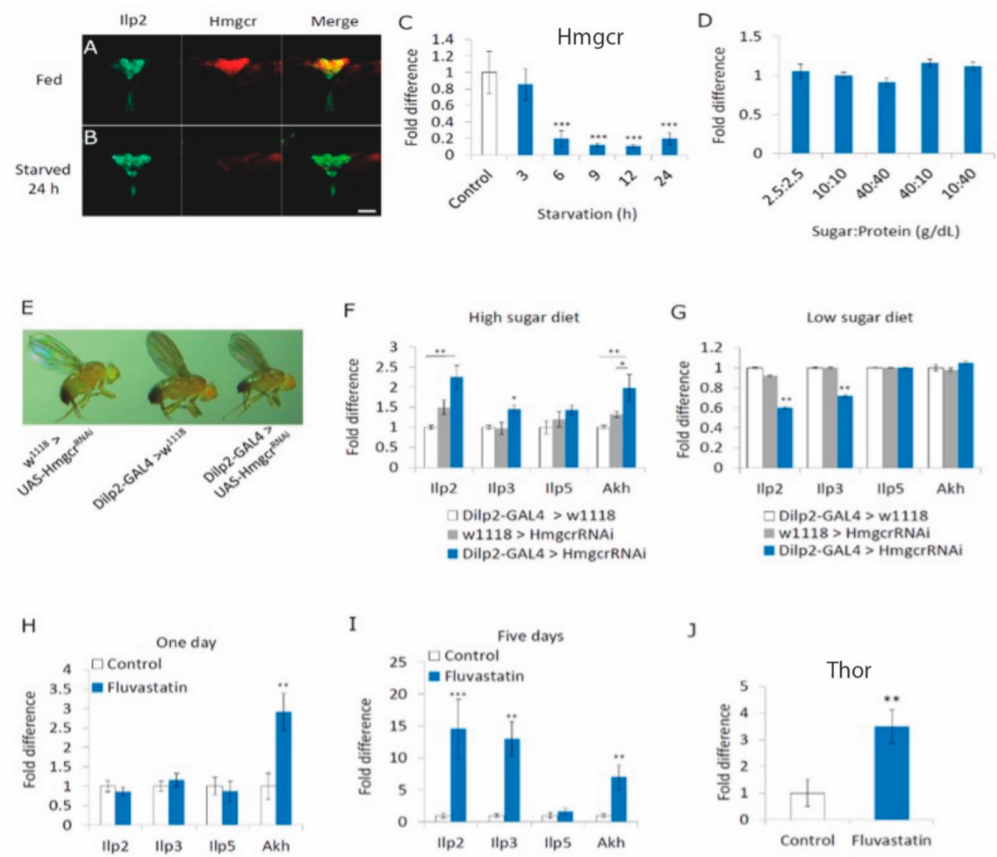 Ilp2 Hmgcr Merge
A
Fed
B
Starved
24 h
C
Hmgcr
Fold difference
1.4
1.2
1
0.8
0.6
0.4
0.2
0
*** *** *** ***
Control 3 6 9 12 24
Starvation (h)
D
Fold difference
1.5
1
0.5
0
2.5:2.5 10:10 40:40 40:10 10:40
Sugar:Protein (g/dL)
E
w1118 >
UAS-HmgcrRNAi
Dilp2-GAL4 >w1118
Dilp2-GAL4 >
UAS-HmgcrRNAi
F
High sugar diet
Fold difference
3
2.5
2
1.5
1
0.5
0
** * ** *
Ilp2 Ilp3 Ilp5 Akh
Dilp2-GAL4 > w1118
w1118 > HmgcrRNAi
Dilp2-GAL4 > HmgcrRNAi
G
Low sugar diet
Fold difference
1.2
1
0.8
0.6
0.4
0.2
0
** **
Ilp2 Ilp3 Ilp5 Akh
Dilp2-GAL4 > w1118
w1118 > HmgcrRNAi
Dilp2-GAL4 > HmgcrRNAi
H
One day
Control
Fluvastatin
Fold difference
4
3.5
3
2.5
2
1.5
1
0.5
0
**
Ilp2 Ilp3 Ilp5 Akh
I
Five days
Control
Fluvastatin
Fold difference
25
20
15
10
5
0
*** ** **
Ilp2 Ilp3 Ilp5 Akh
J
Thor
Fold difference
5
4
3
2
1
0
**
Control Fluvastatin